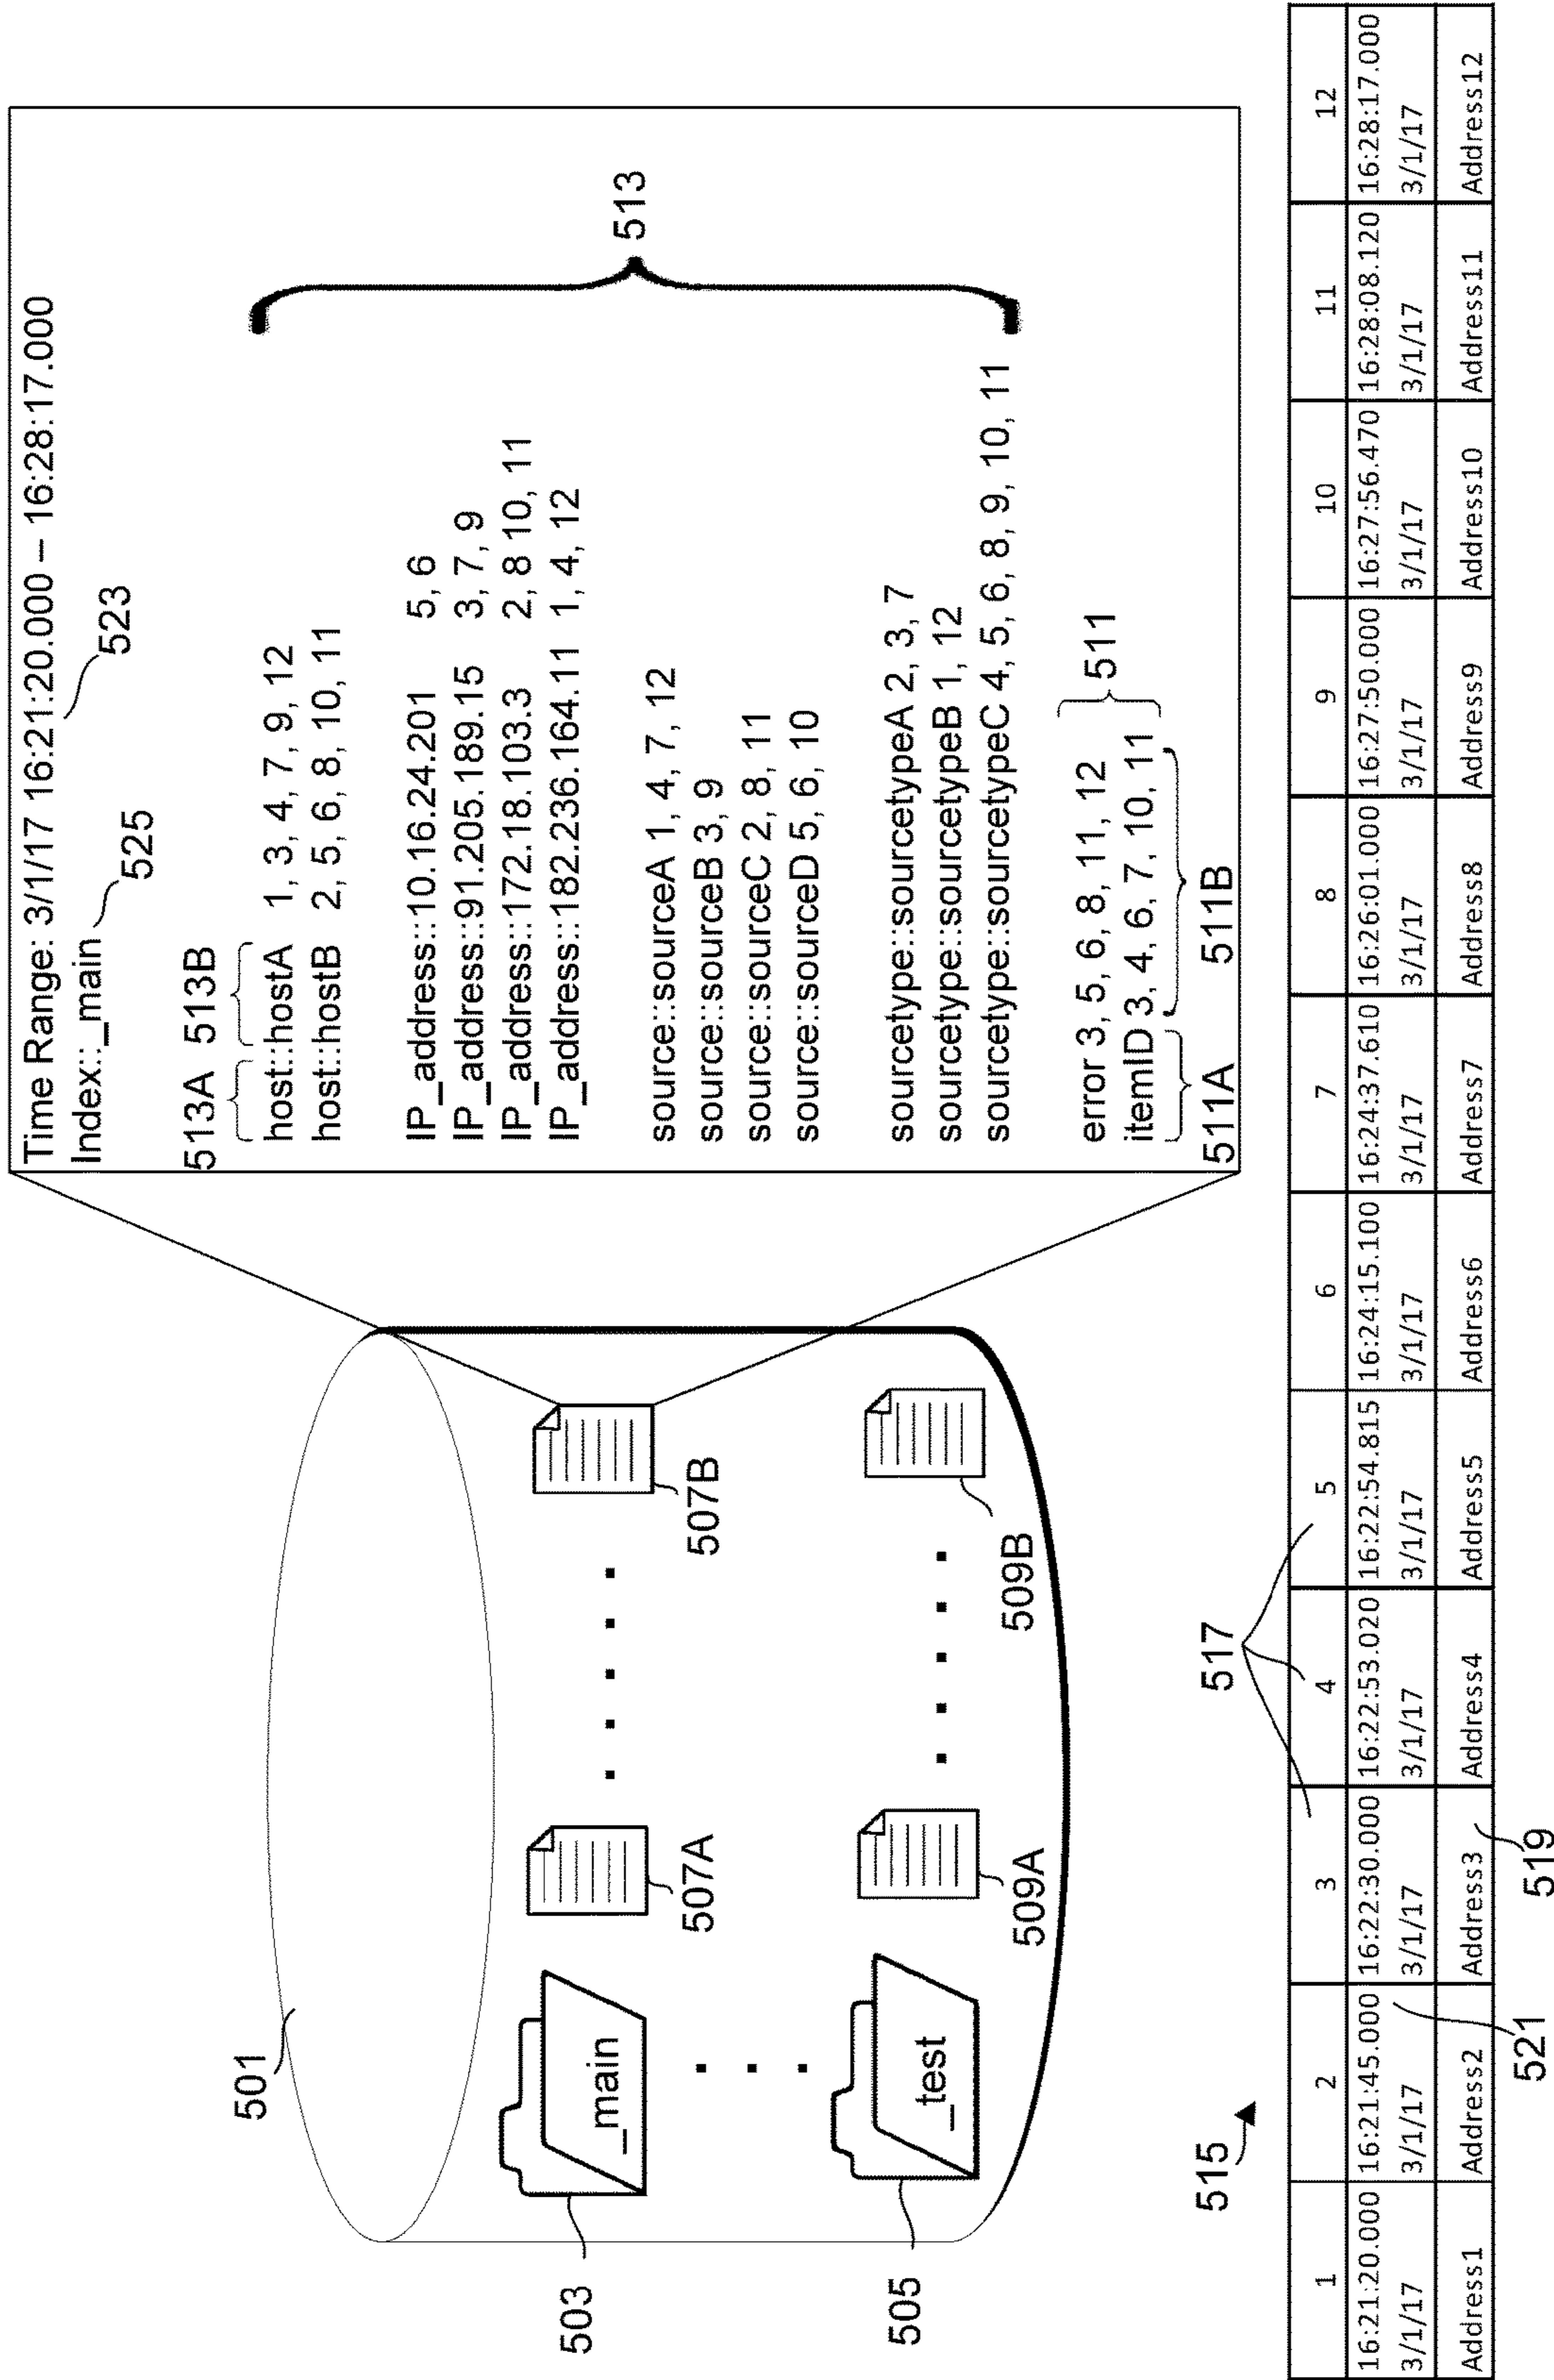 501
503
_main
505
_test
507A
507B
509A
509B
Time Range: 3/1/17 16:21:20.000 – 16:28:17.000
Index::_main
525
523
513A 513B
host::hostA 1, 3, 4, 7, 9, 12
host::hostB 2, 5, 6, 8, 10, 11
IP_address::10.16.24.201 5, 6
IP_address::91.205.189.15 3, 7, 9
IP_address::172.18.103.3 2, 8 10, 11
IP_address::182.236.164.11 1, 4, 12
513
source::sourceA 1, 4, 7, 12
source::sourceB 3, 9
source::sourceC 2, 8, 11
source::sourceD 5, 6, 10
sourcetype::sourcetypeA 2, 3, 7
sourcetype::sourcetypeB 1, 12
sourcetype::sourcetypeC 4, 5, 6, 8, 9, 10, 11
error 3, 5, 6, 8, 11, 12
itemID 3, 4, 6, 7, 10, 11
511
511A
511B
515
517
1 2 3 4 5 6 7 8 9 10 11 12
16:21:20.000 16:21:45.000 16:22:30.000 16:22:53.020 16:22:54.815 16:24:15.100 16:24:37.610 16:26:01.000 16:27:50.000 16:27:56.470 16:28:08.120 16:28:17.000
3/1/17 3/1/17 3/1/17 3/1/17 3/1/17 3/1/17 3/1/17 3/1/17 3/1/17 3/1/17 3/1/17 3/1/17
Address1 Address2 Address3 Address4 Address5 Address6 Address7 Address8 Address9 Address10 Address11 Address12
521
519